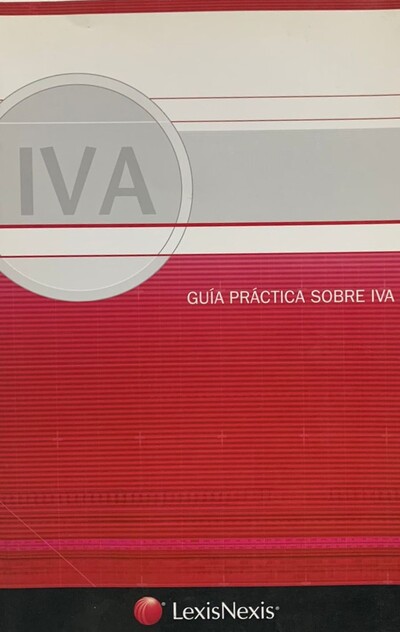 IVA
GUÍA PRÁCTICA SOBRE IVA
LexisNexis®